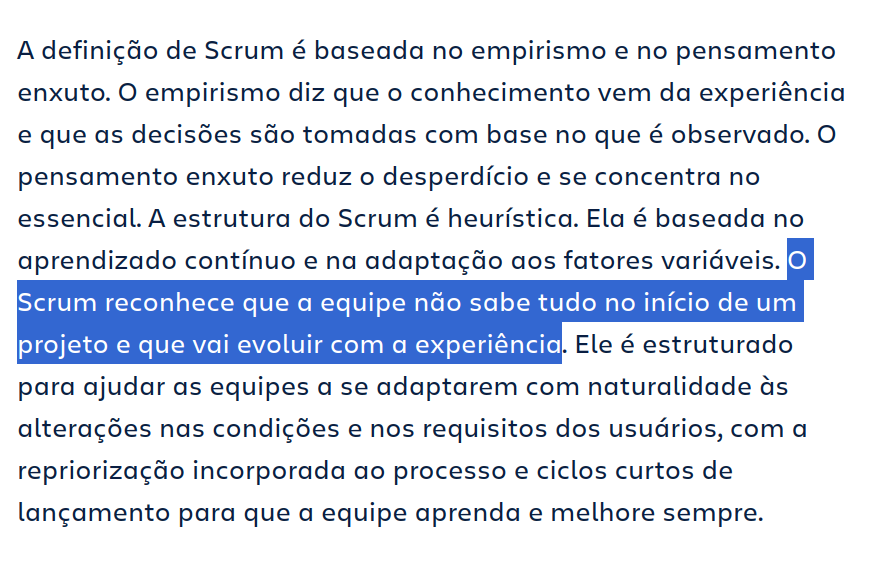 A definição de Scrum é baseada no empirismo e no pensamento
enxuto. O empirismo diz que o conhecimento vem da experiência
e que as decisões são tomadas com base no que é observado. O
pensamento enxuto reduz o desperdício e se concentra no
essencial. A estrutura do Scrum é heurística. Ela é baseada no
aprendizado contínuo e na adaptação aos fatores variáveis. O
Scrum reconhece que a equipe não sabe tudo no início de um
projeto e que vai evoluir com a experiência. Ele é estruturado
para ajudar as equipes a se adaptarem com naturalidade às
alterações nas condições e nos requisitos dos usuários, com a
repriorização incorporada ao processo e ciclos curtos de
lançamento para que a equipe aprenda e melhore sempre.